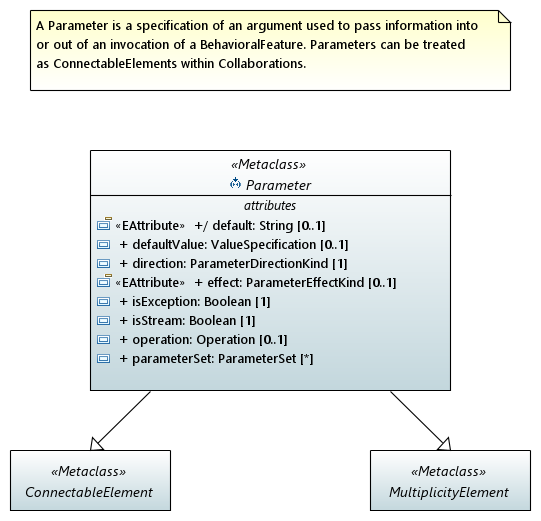 A Parameter is a specification of an argument used to pass information into
or out of an invocation of a BehavioralFeature. Parameters can be treated
as ConnectableElements within Collaborations.
«Metaclass»
Parameter
attributes
«EAttribute» +/ default: String [0..1]
+ defaultValue: ValueSpecification [0..1]
+ direction: ParameterDirectionKind [1]
«EAttribute» + effect: ParameterEffectKind [0..1]
+ isException: Boolean [1]
+ isStream: Boolean [1]
+ operation: Operation [0..1]
+ parameterSet: ParameterSet [*]
«Metaclass»
ConnectableElement
«Metaclass»
MultiplicityElement